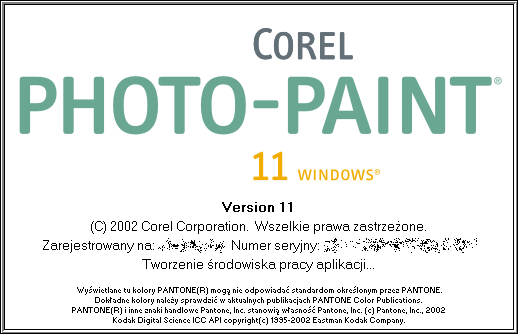 COREL
PHOTO-PAINT®
11 WINDOWS®
Version 11
(C) 2002 Corel Corporation. Wszelkie prawa zastrzeżone.
Zarejestrowany na: Numer seryjny:
Tworzenie środowiska pracy aplikacji...
Wyświetlane tu kolory PANTONE(R) mogą nie odpowiadać standardom określonym przez PANTONE.
Dokładne kolory należy sprawdzić w aktualnych publikacjach PANTONE Color Publications.
PANTONE(R) i inne znaki handlowe Pantone, Inc. stanowią własność Pantone, Inc. (c) Pantone, Inc., 2002
Kodak Digital Science ICC API copyright(c) 1995-2002 Eastman Kodak Company.